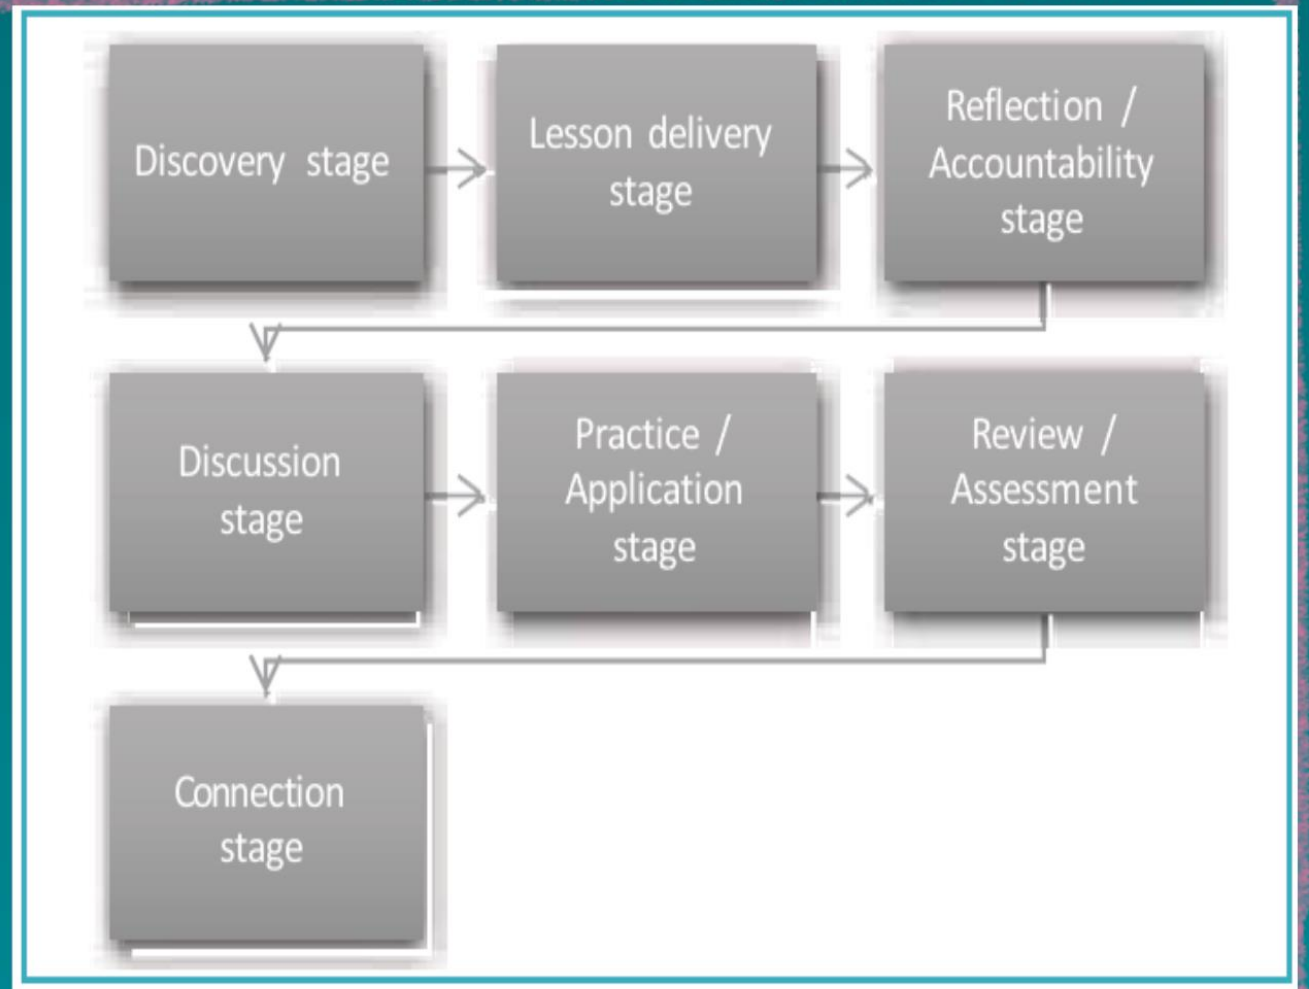 Discovery stage
Lesson delivery
stage
Reflection /
Accountability
stage
Discussion
stage
Practice /
Application
stage
Review /
Assessment
stage
Connection
stage